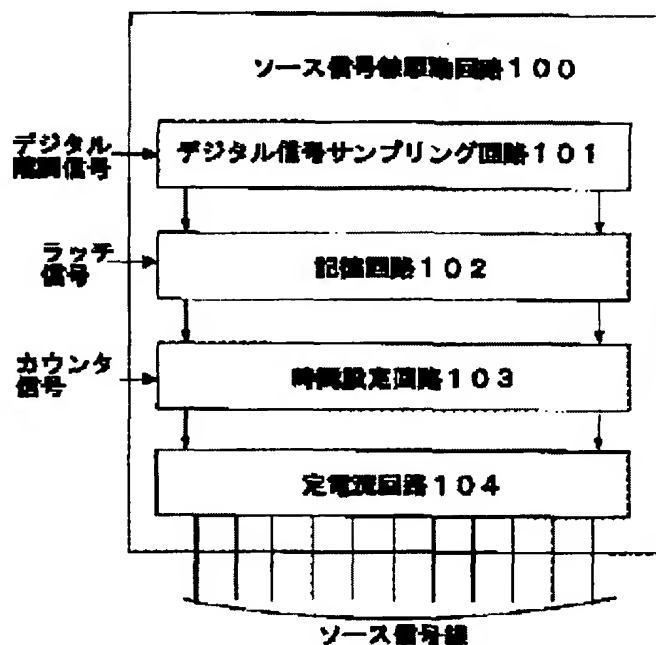 ソース信号線駆動回路100
デジタル
階調信号
デジタル信号サンプリング回路101
ラッチ
信号
記憶回路102
カウンタ
信号
時間設定回路103
定電流回路104
ソース信号線